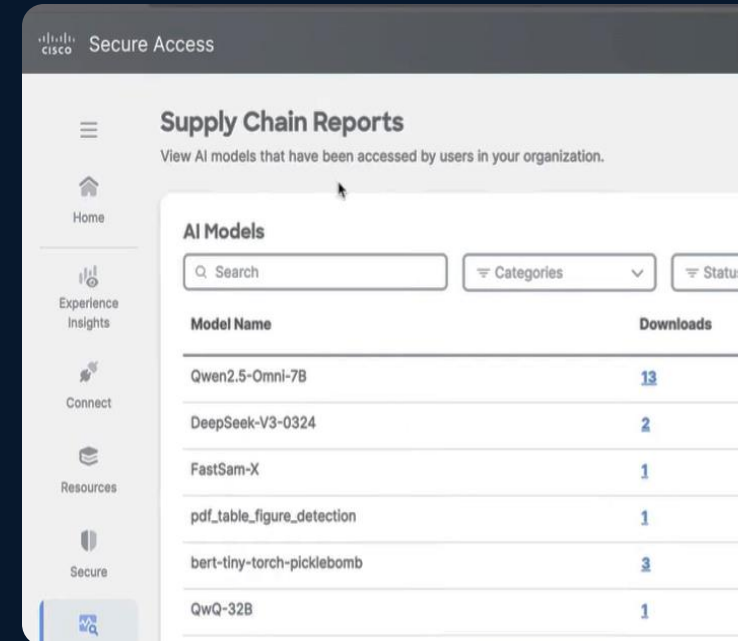 CISCO Secure Access
Supply Chain Reports
View AI models that have been accessed by users in your organization.
Home
AI Models
Search
Categories
Statu
Experience
Insights
Model Name
Downloads
Qwen2.5-Omni-7B
13
Connect
DeepSeek-V3-0324
2
FastSam-X
1
Resources
pdf_table_figure_detection
1
Secure
bert-tiny-torch-picklebomb
3
QwQ-32B
1